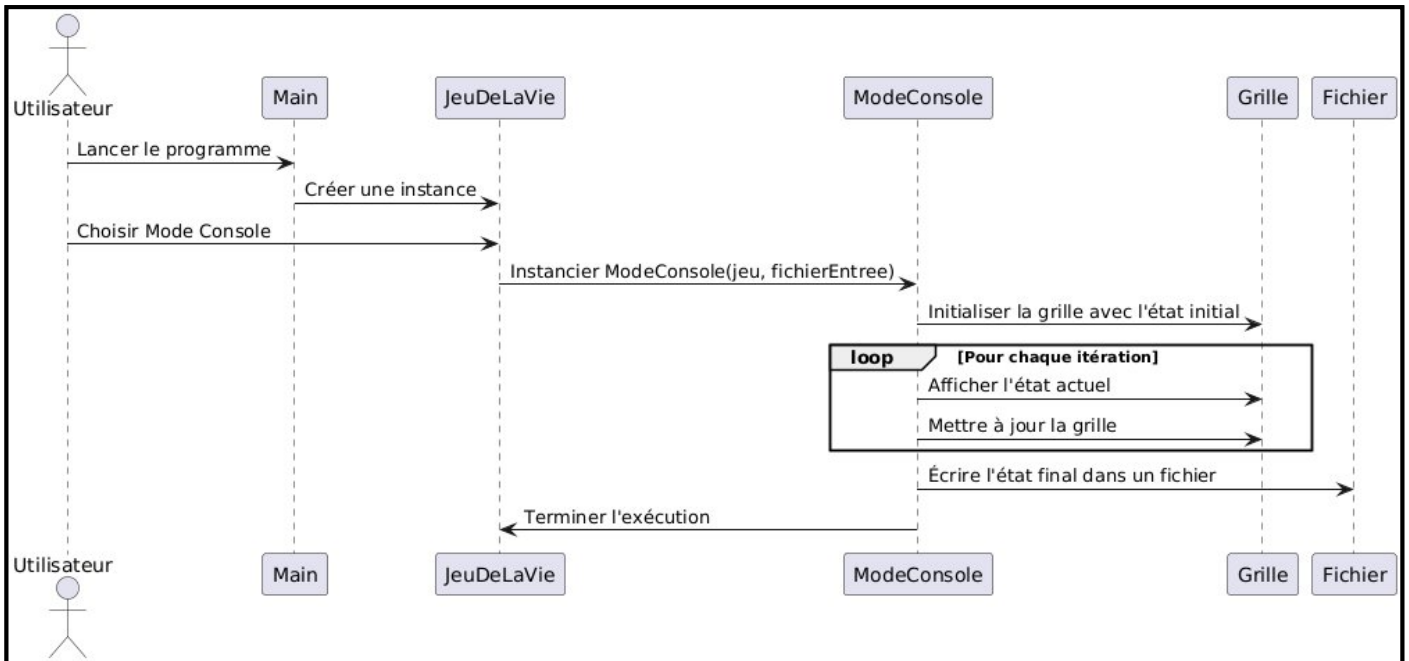 Utilisateur
Main
JeuDeLaVie
ModeConsole
Grille
Fichier
Lancer le programme
Créer une instance
Choisir Mode Console
Instancier ModeConsole(jeu, fichierEntree)
Initialiser la grille avec l'état initial
loop [Pour chaque itération]
Afficher l'état actuel
Mettre à jour la grille
Écrire l'état final dans un fichier
Terminer l'exécution
Utilisateur
Main
JeuDeLaVie
ModeConsole
Grille
Fichier